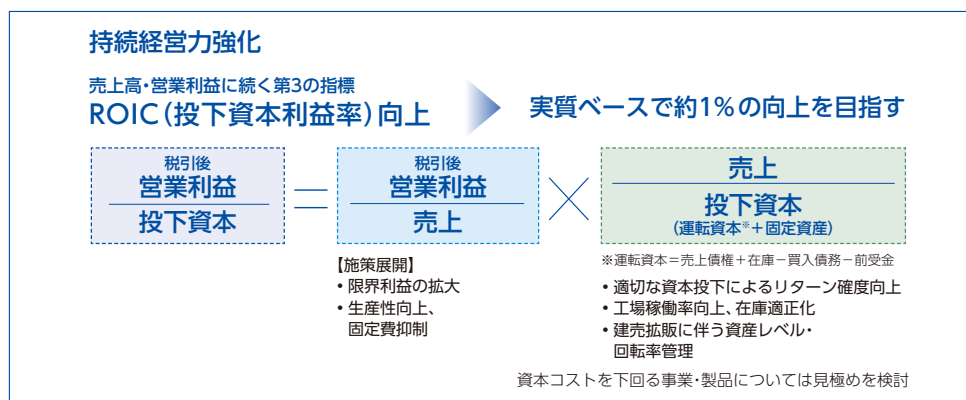 持続経営力強化
売上高・営業利益に続く第3の指標
ROIC（投下資本利益率）向上
実質ベースで約1％の向上を目指す
税引後
営業利益
投下資本
＝
税引後
営業利益
売上
×
売上
投下資本
（運転資本※＋固定資産）
※運転資本＝売上債権＋在庫－買入債務－前受金
【施策展開】
• 限界利益の拡大
• 生産性向上、
固定費抑制
• 適切な資本投下によるリターン確度向上
• 工場稼働率向上、在庫適正化
• 建売拡販に伴う資産レベル・
回転率管理
資本コストを下回る事業・製品については見極めを検討